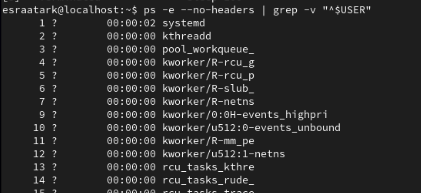 esraatark@localhost:~$ ps -e --no-headers | grep -v "^$USER"
1 ? 00:00:02 systemd
2 ? 00:00:00 kthreadd
3 ? 00:00:00 pool_workqueue_
4 ? 00:00:00 kworker/R-rcu_g
5 ? 00:00:00 kworker/R-rcu_p
6 ? 00:00:00 kworker/R-slub_
7 ? 00:00:00 kworker/R-netns
9 ? 00:00:00 kworker/0:0H-events_highpri
10 ? 00:00:00 kworker/u512:0-events_unbound
11 ? 00:00:00 kworker/R-mm_pe
12 ? 00:00:00 kworker/u512:1-netns
13 ? 00:00:00 rcu_tasks_kthre
14 ? 00:00:00 rcu_tasks_rude_
15 ? 00:00:00 rcu_tasks_trace